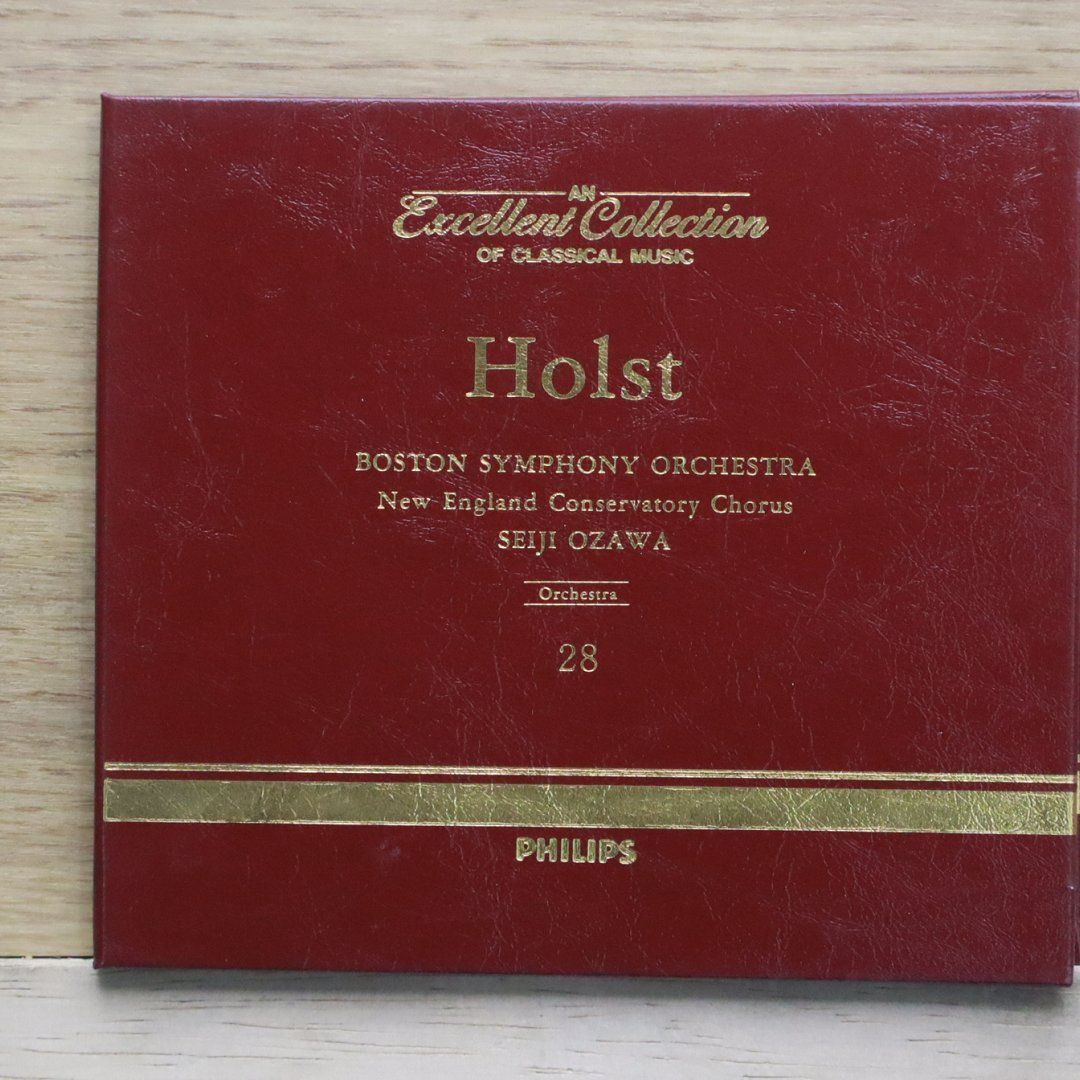 AN
Excellent Collection
OF CLASSICAL MUSIC
Holst
BOSTON SYMPHONY ORCHESTRA
New England Conservatory Chorus
SEIJI OZAWA
Orchestra
28
PHILIPS